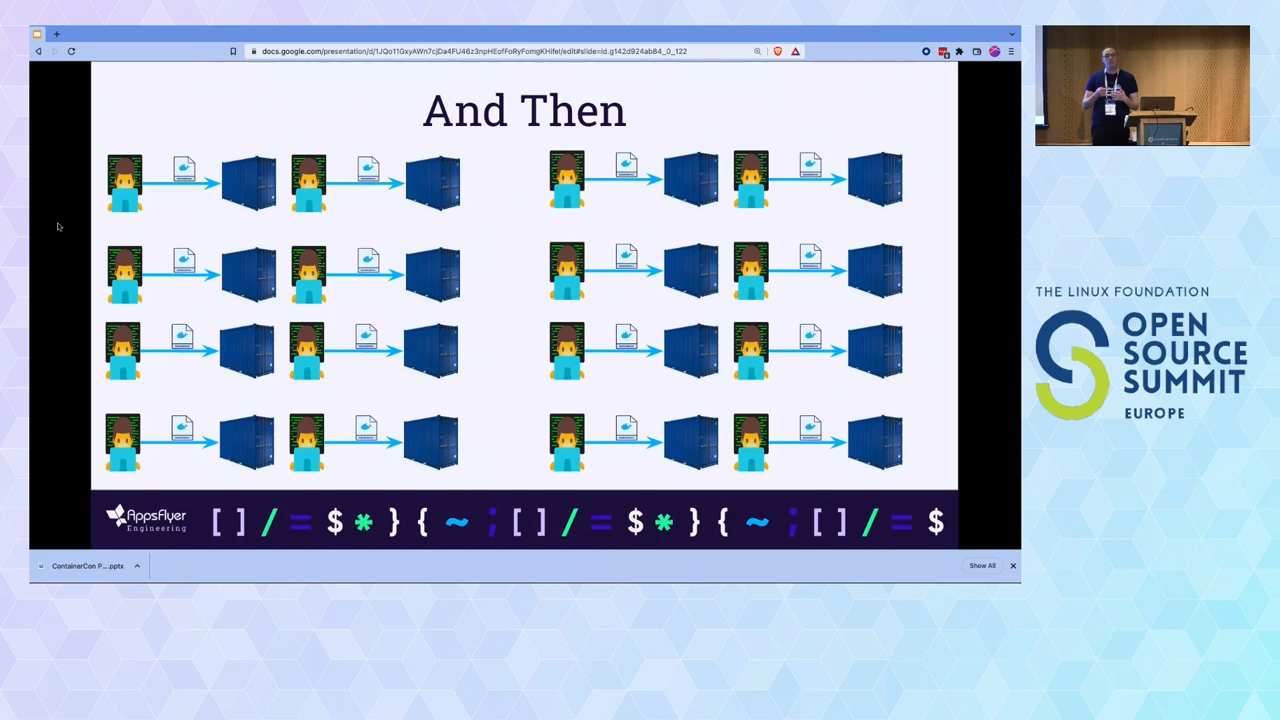 docs.google.com/presentation/d/1JQo11GxyAWn7cjDa4FU46z3npHEofFoRyFomgKHifeI/edit#slide=id.g142d924ab84_0_122
And Then
AppsFlyer
Engineering
[ ] / = $ * } { ~ ; [ ] / = $ * } { ~ ; [ ] / = $
ContainerCon P....pptx
Show All
THE LINUX FOUNDATION
OPEN
SOURCE
SUMMIT
EUROPE